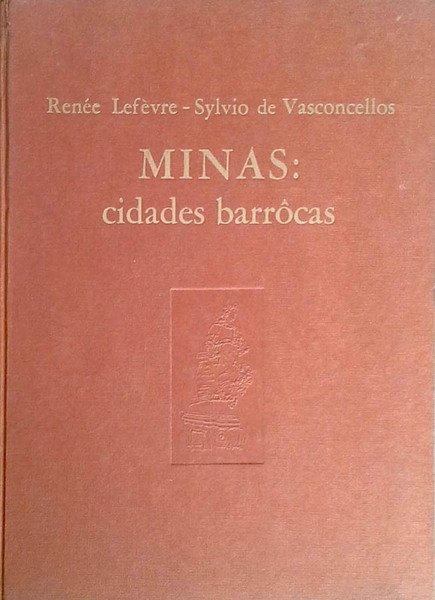 Renée Lefèvre - Sylvio de Vasconcellos
MINAS:
cidades barrôcas